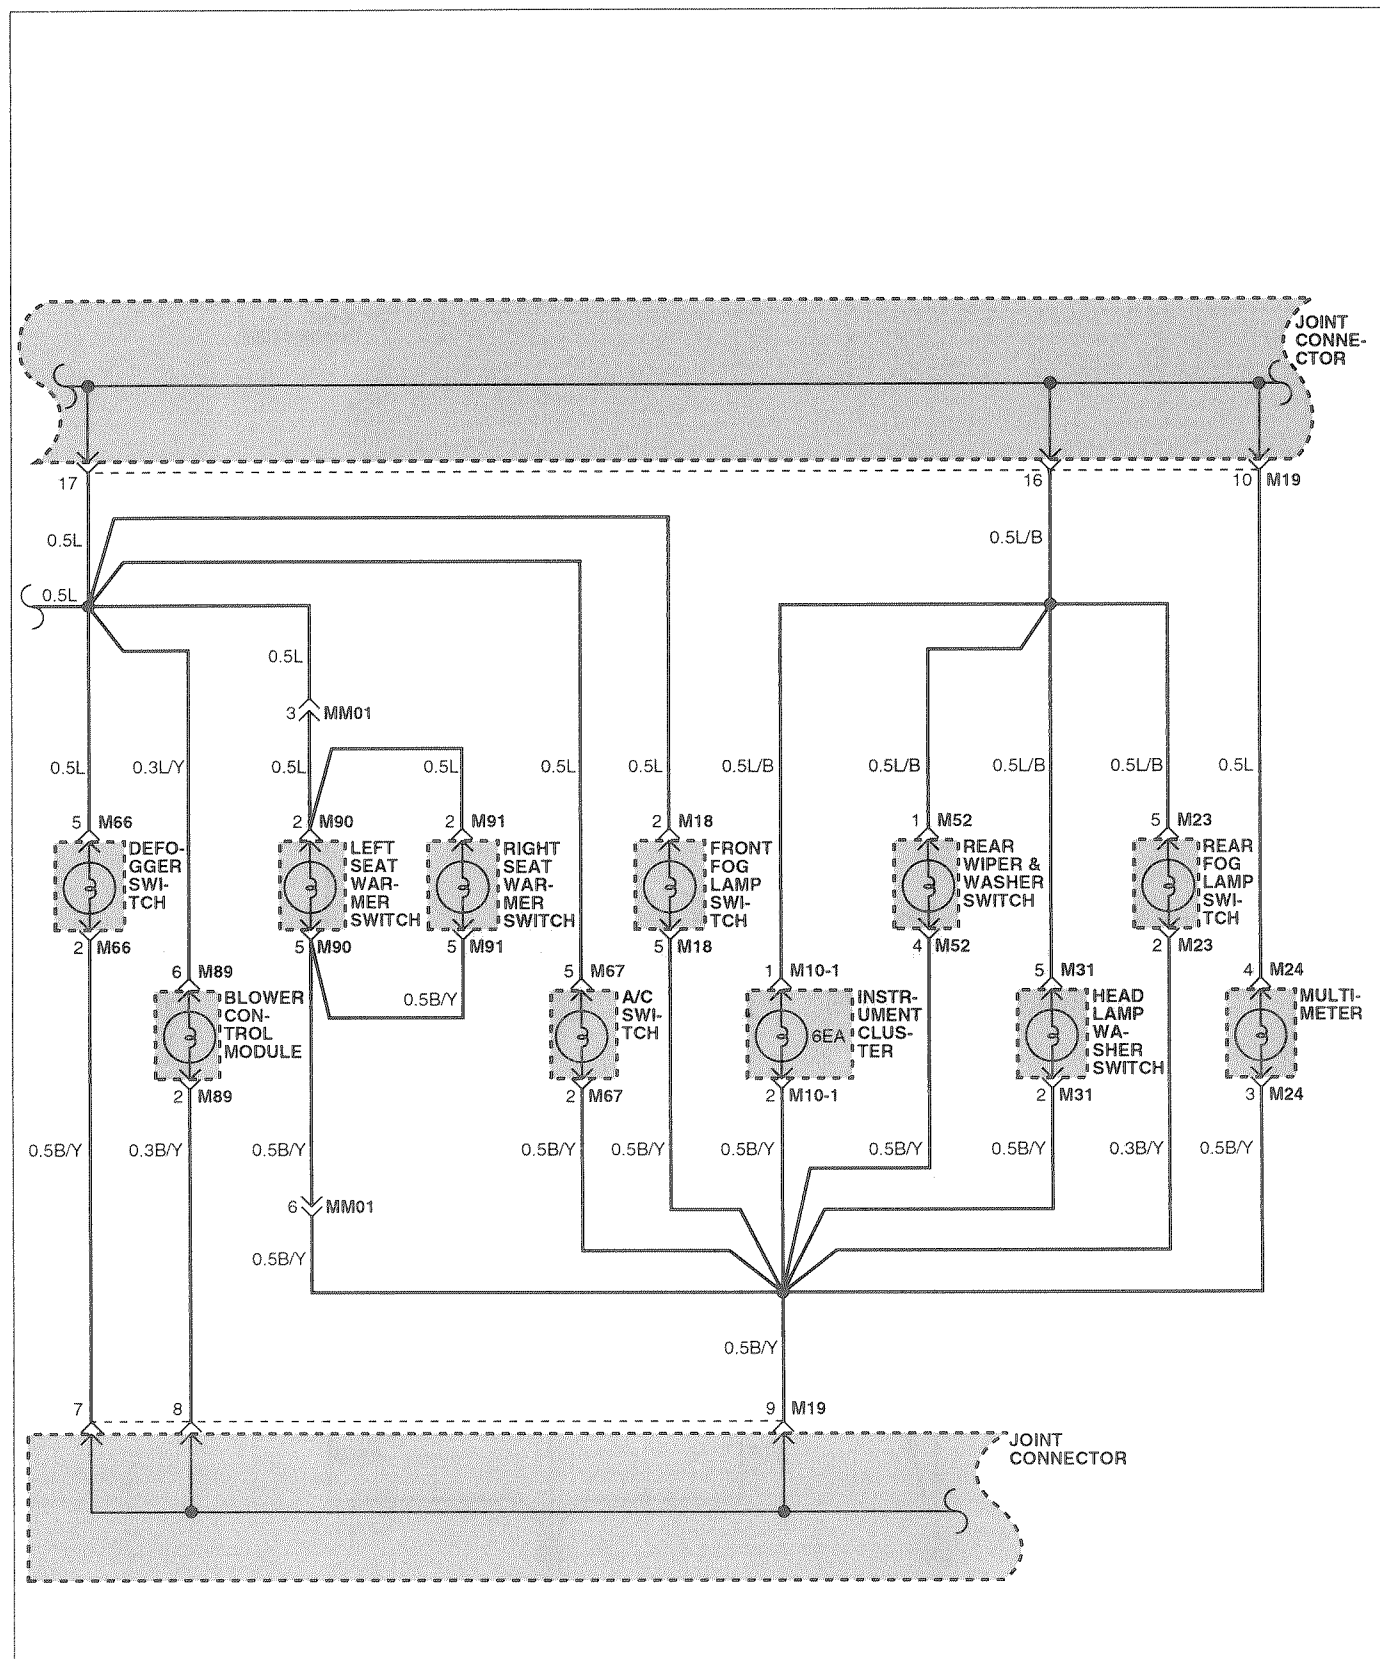 JOINT
CONNE-
CTOR
17
16
10 M19
0.5L
0.5L/B
0.5L
0.5L
3 MM01
0.5L
0.3L/Y
0.5L
0.5L
0.5L
0.5L
0.5L/B
0.5L/B
0.5L/B
0.5L/B
0.5L
5 M66
DEFO-
GGER
SWI-
TCH
2 M66
2 M90
LEFT
SEAT
WAR-
MER
SWITCH
5 M90
2 M91
RIGHT
SEAT
WAR-
MER
SWITCH
5 M91
2 M18
FRONT
FOG
LAMP
SWI-
TCH
5 M18
1 M52
REAR
WIPER &
WASHER
SWITCH
4 M52
5 M23
REAR
FOG
LAMP
SWI-
TCH
2 M23
6 M89
BLOWER
CON-
TROL
MODULE
2 M89
0.5B/Y
5 M67
A/C
SWI-
TCH
2 M67
1 M10-1
6EA
INSTR-
UMENT
CLUS-
TER
2 M10-1
5 M31
HEAD
LAMP
WA-
SHER
SWITCH
2 M31
4 M24
MULTI-
METER
3 M24
0.5B/Y
0.3B/Y
0.5B/Y
0.5B/Y
0.5B/Y
0.5B/Y
0.5B/Y
0.5B/Y
0.3B/Y
0.5B/Y
6 MM01
0.5B/Y
0.5B/Y
7
8
9 M19
JOINT
CONNECTOR